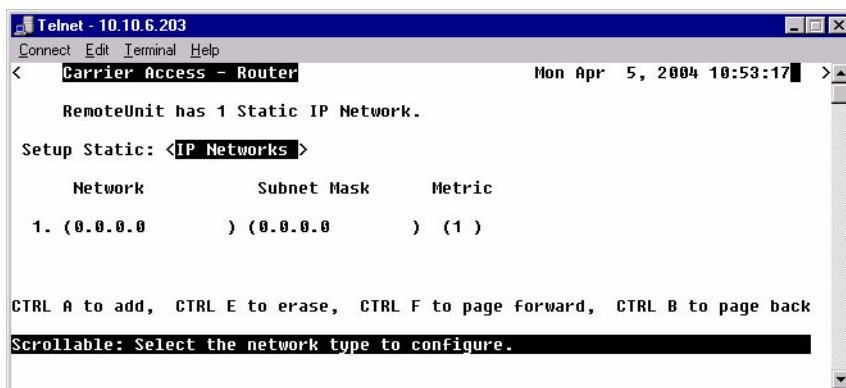 Telnet - 10.10.6.203
Connect Edit Terminal Help
< Carrier Access - Router Mon Apr 5, 2004 10:53:17 >
RemoteUnit has 1 Static IP Network.
Setup Static: <IP Networks >
Network Subnet Mask Metric
1. (0.0.0.0 ) (0.0.0.0 ) (1 )
CTRL A to add, CTRL E to erase, CTRL F to page forward, CTRL B to page back
Scrollable: Select the network type to configure.